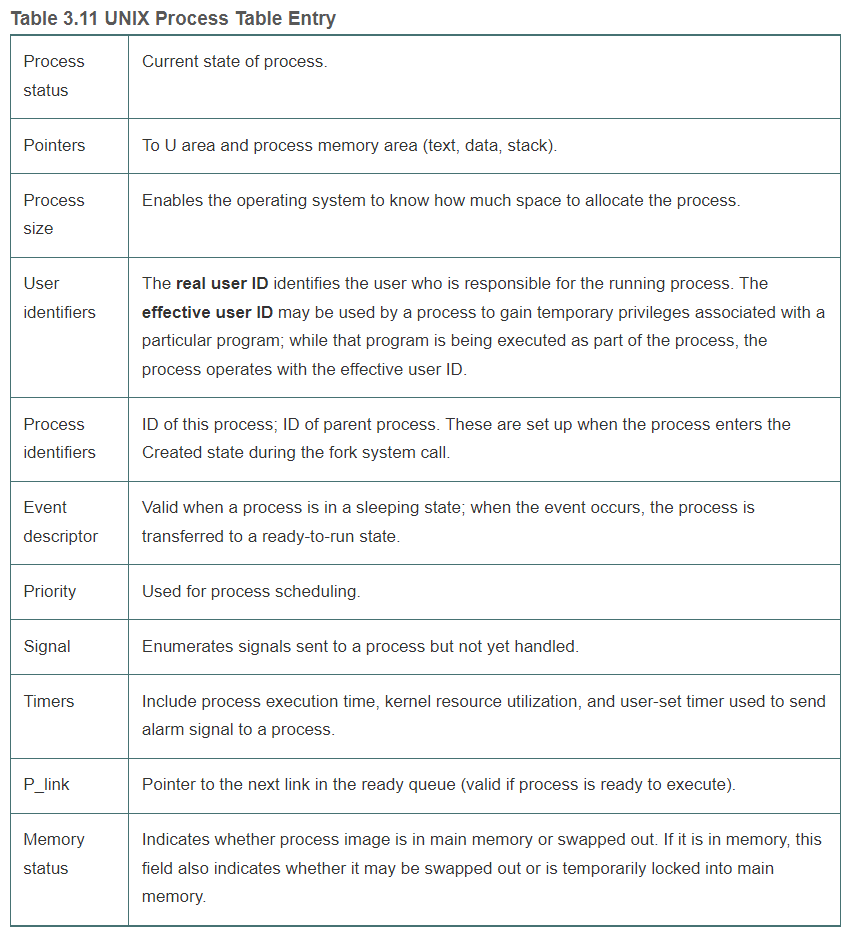 Table 3.11 UNIX Process Table Entry
Process
status
Current state of process.
Pointers
To U area and process memory area (text, data, stack).
Process
size
Enables the operating system to know how much space to allocate the process.
User
identifiers
The real user ID identifies the user who is responsible for the running process. The
effective user ID may be used by a process to gain temporary privileges associated with a
particular program; while that program is being executed as part of the process, the
process operates with the effective user ID.
Process
identifiers
ID of this process; ID of parent process. These are set up when the process enters the
Created state during the fork system call.
Event
descriptor
Valid when a process is in a sleeping state; when the event occurs, the process is
transferred to a ready-to-run state.
Priority
Used for process scheduling.
Signal
Enumerates signals sent to a process but not yet handled.
Timers
Include process execution time, kernel resource utilization, and user-set timer used to send
alarm signal to a process.
P_link
Pointer to the next link in the ready queue (valid if process is ready to execute).
Memory
status
Indicates whether process image is in main memory or swapped out. If it is in memory, this
field also indicates whether it may be swapped out or is temporarily locked into main
memory.